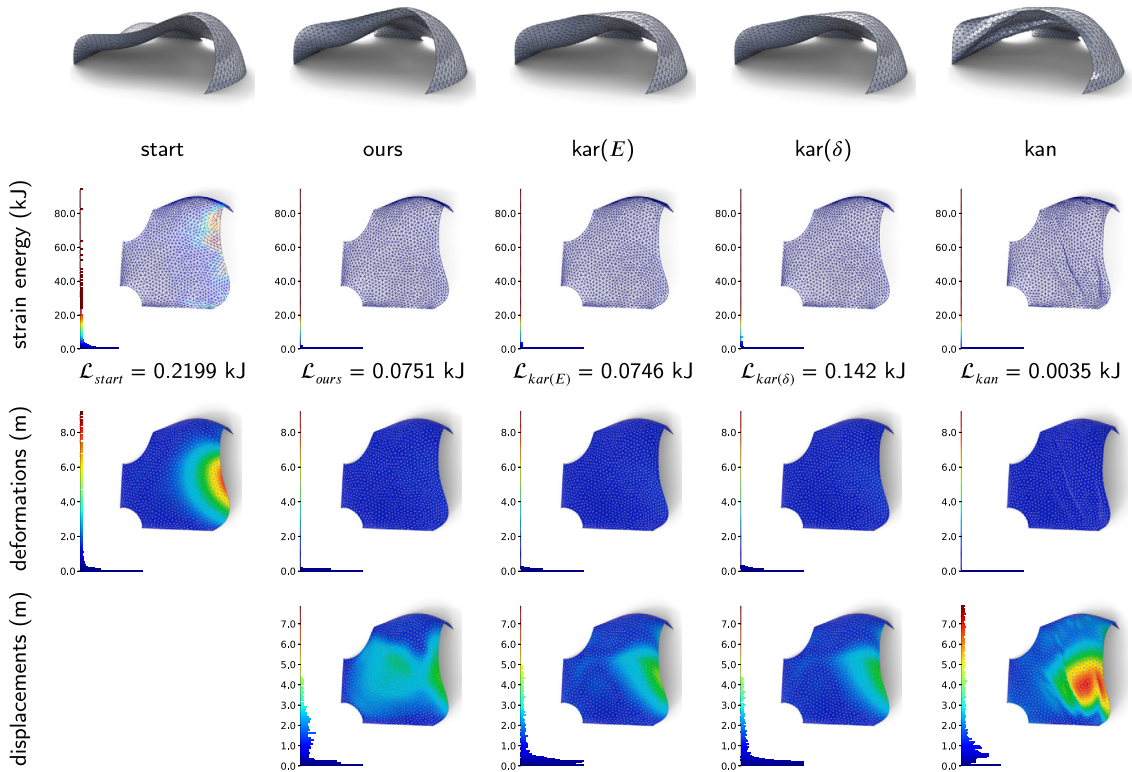 start ours kar(E) kar(δ) kan
strain energy (kJ)
80.0 80.0 80.0 80.0 80.0
60.0 60.0 60.0 60.0 60.0
40.0 40.0 40.0 40.0 40.0
20.0 20.0 20.0 20.0 20.0
0.0 0.0 0.0 0.0 0.0
ℒstart = 0.2199 kJ ℒours = 0.0751 kJ ℒkar(E) = 0.0746 kJ ℒkar(δ) = 0.142 kJ ℒkan = 0.0035 kJ
deformations (m)
8.0 8.0 8.0 8.0 8.0
6.0 6.0 6.0 6.0 6.0
4.0 4.0 4.0 4.0 4.0
2.0 2.0 2.0 2.0 2.0
0.0 0.0 0.0 0.0 0.0
displacements (m)
7.0 7.0 7.0 7.0
6.0 6.0 6.0 6.0
5.0 5.0 5.0 5.0
4.0 4.0 4.0 4.0
3.0 3.0 3.0 3.0
2.0 2.0 2.0 2.0
1.0 1.0 1.0 1.0
0.0 0.0 0.0 0.0